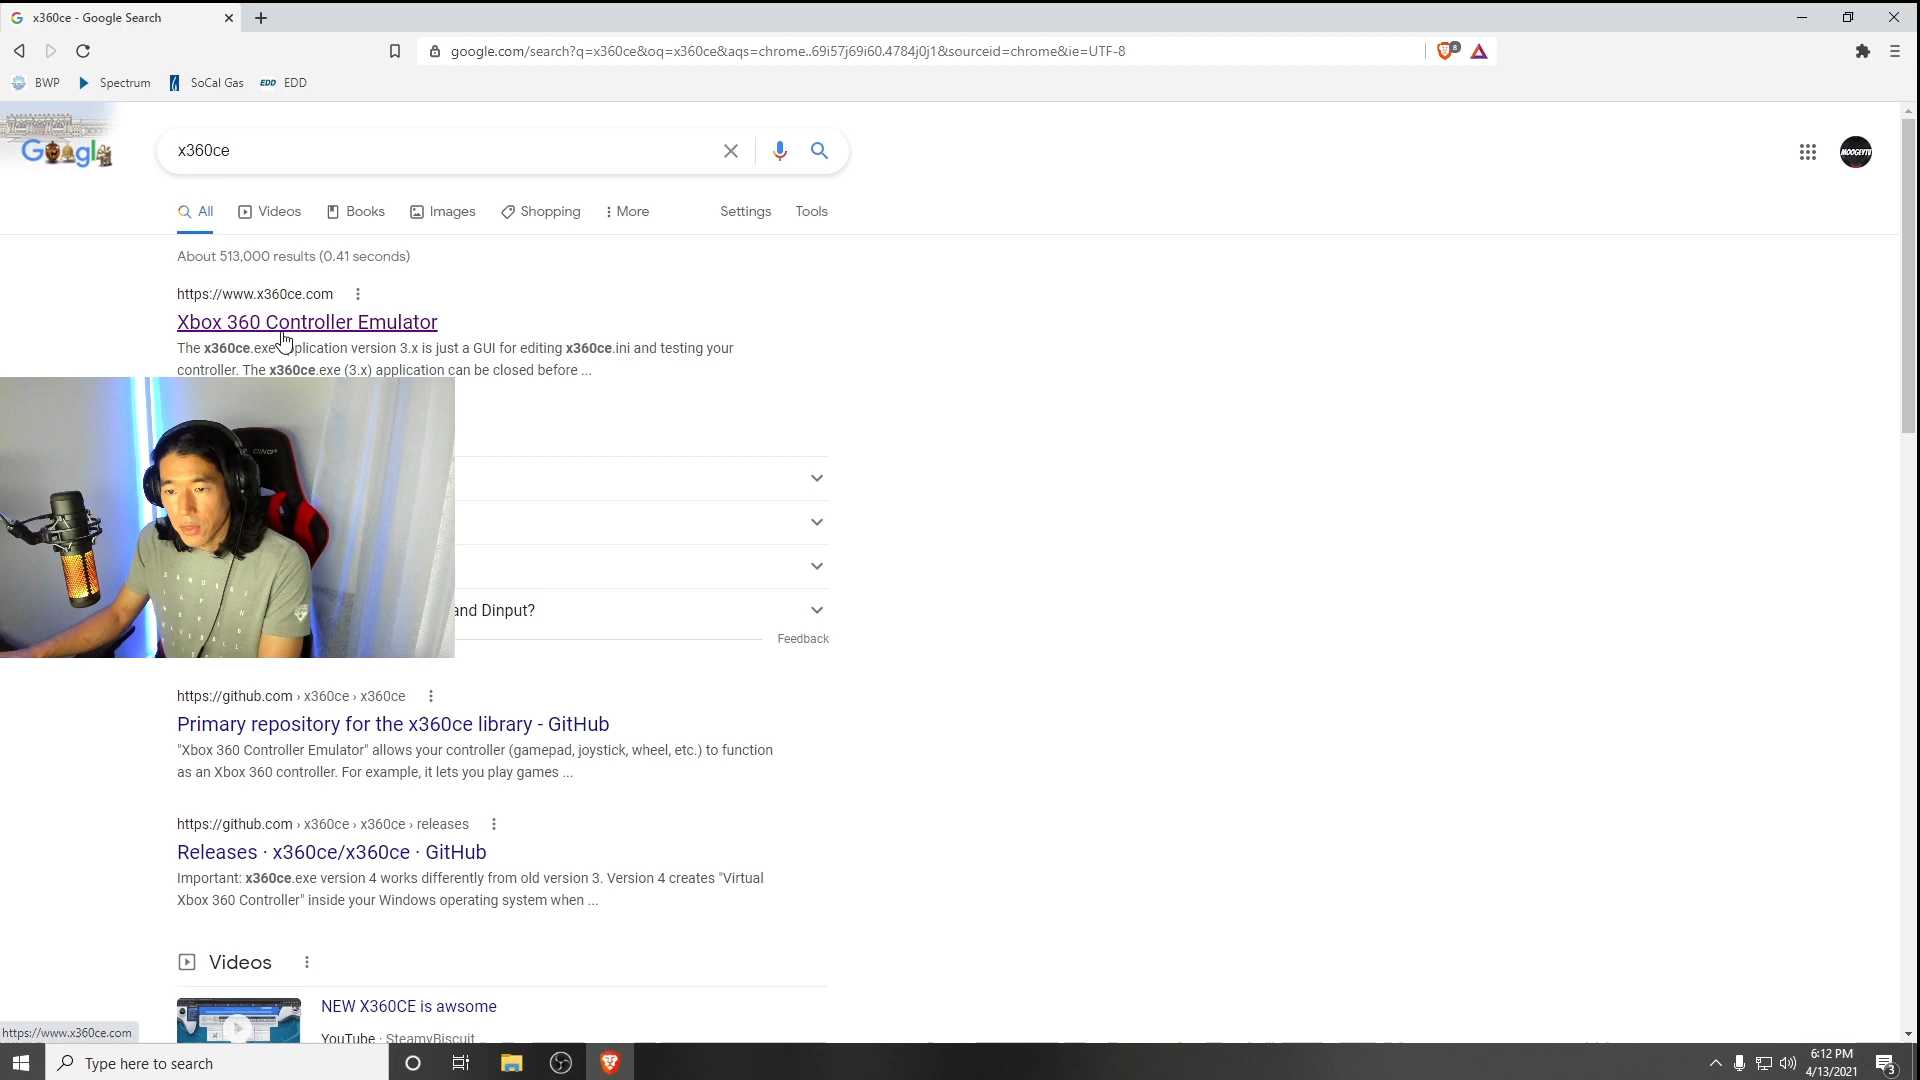 x360ce - Google Search
google.com/search?q=x360ce&oq=x360ce&aqs=chrome..69i57j69i60.4784j0j1&sourceid=chrome&ie=UTF-8
8
BWP
Spectrum
SoCal Gas
EDD EDD
Google
x360ce
MOOGEYTV
All
Videos
Books
Images
Shopping
More
Settings
Tools
About 513,000 results (0.41 seconds)
https://www.x360ce.com
Xbox 360 Controller Emulator
The x360ce.exe application version 3.x is just a GUI for editing x360ce.ini and testing your
controller. The x360ce.exe (3.x) application can be closed before ...
and Dinput?
Feedback
https://github.com › x360ce › x360ce
Primary repository for the x360ce library - GitHub
"Xbox 360 Controller Emulator" allows your controller (gamepad, joystick, wheel, etc.) to function
as an Xbox 360 controller. For example, it lets you play games ...
https://github.com › x360ce › x360ce › releases
Releases · x360ce/x360ce · GitHub
Important: x360ce.exe version 4 works differently from old version 3. Version 4 creates "Virtual
Xbox 360 Controller" inside your Windows operating system when ...
Videos
NEW X360CE is awsome
YouTube · SteamyBiscuit
https://www.x360ce.com
Type here to search
6:12 PM
4/13/2021
3